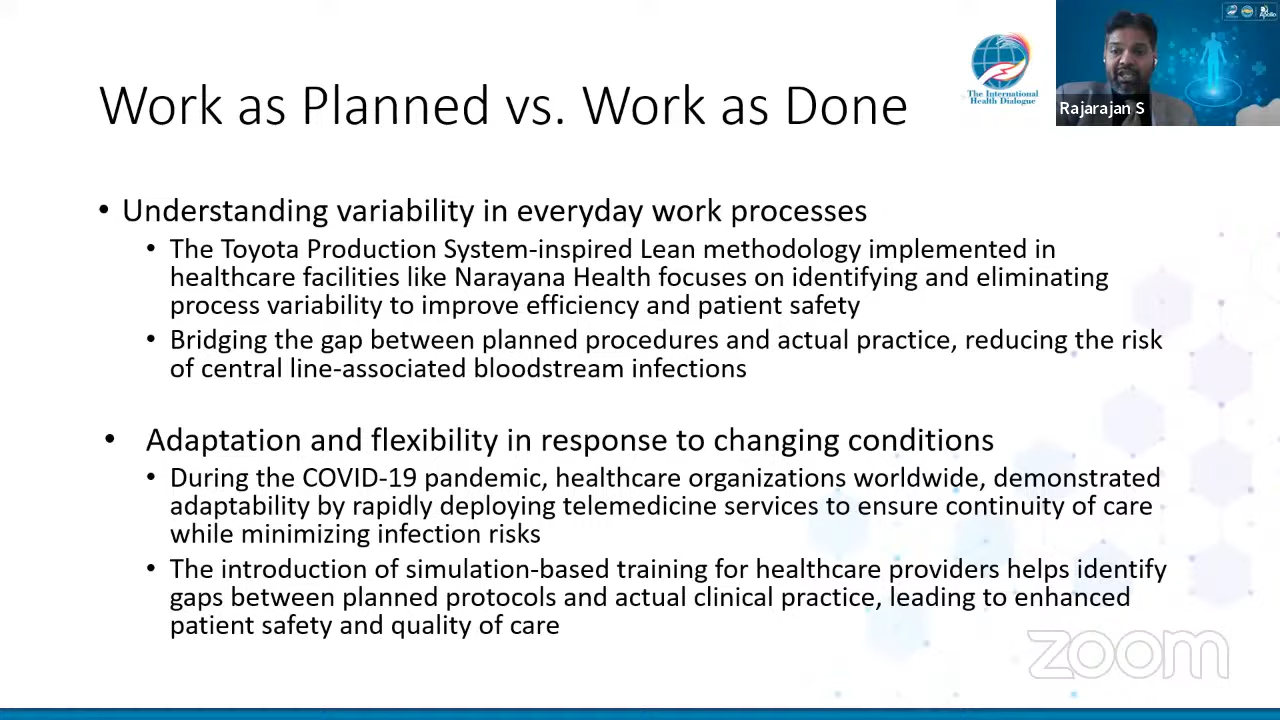 Work as Planned vs. Work as Done
The International
Health Dialogue
Rajarajan S
• Understanding variability in everyday work processes
• The Toyota Production System-inspired Lean methodology implemented in
healthcare facilities like Narayana Health focuses on identifying and eliminating
process variability to improve efficiency and patient safety
• Bridging the gap between planned procedures and actual practice, reducing the risk
of central line-associated bloodstream infections
• Adaptation and flexibility in response to changing conditions
• During the COVID-19 pandemic, healthcare organizations worldwide, demonstrated
adaptability by rapidly deploying telemedicine services to ensure continuity of care
while minimizing infection risks
• The introduction of simulation-based training for healthcare providers helps identify
gaps between planned protocols and actual clinical practice, leading to enhanced
patient safety and quality of care
zoom